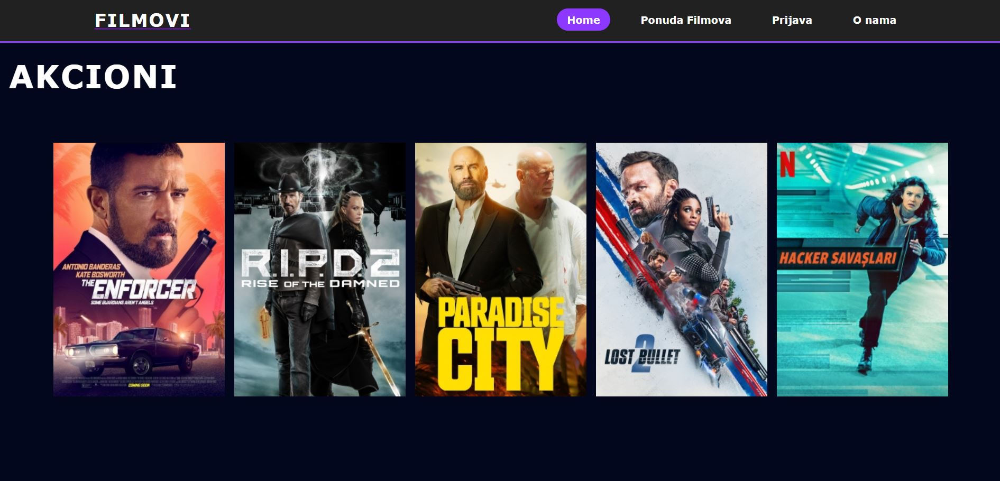 FILMOVI
Home
Ponuda Filmova
Prijava
O nama
AKCIONI
ANTONIO BANDERAS
KATE BOSWORTH
THE ENFORCER
SOME GUARDIANS AREN'T ANGELS
COMING SOON
R.I.P.D.2
RISE OF THE DAMNED
PARADISE
CITY
LOST BULLET
2
N
HACKER SAVAŞLARI